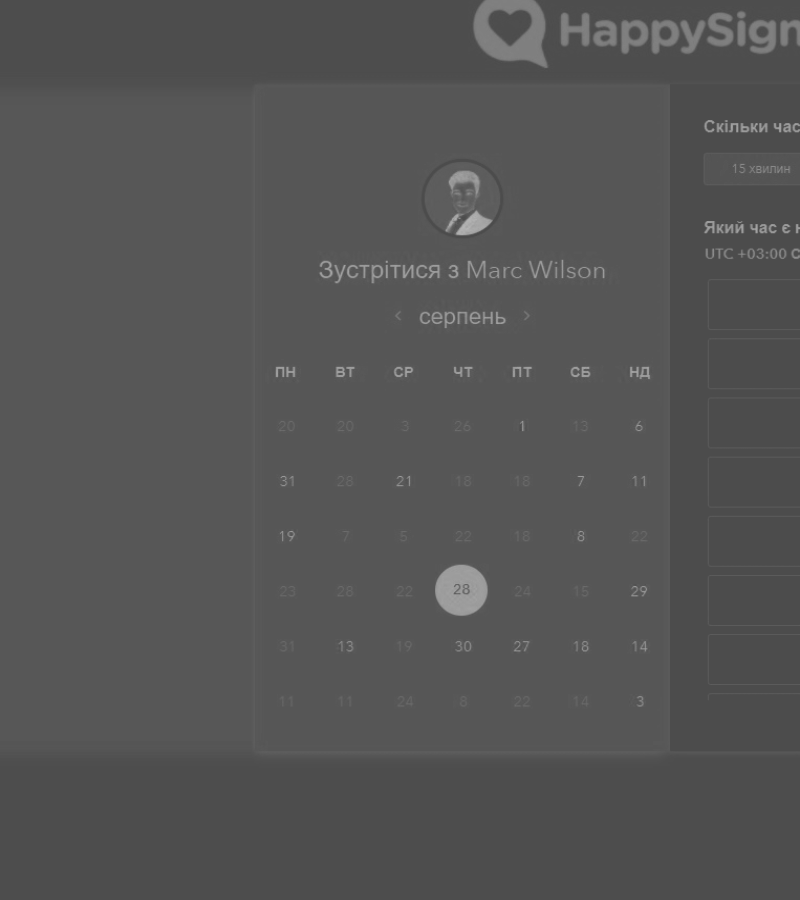 HappySign
Зустрітися з Marc Wilson
серпень
ПН ВТ СР ЧТ ПТ СБ НД
20 20 3 26 1 13 6
31 28 21 18 18 7 11
19 7 5 22 18 8 22
23 28 22 28 24 15 29
31 13 19 30 27 18 14
11 11 24 8 22 14 3
Скільки час
15 хвилин
Який час є н
UTC +03:00